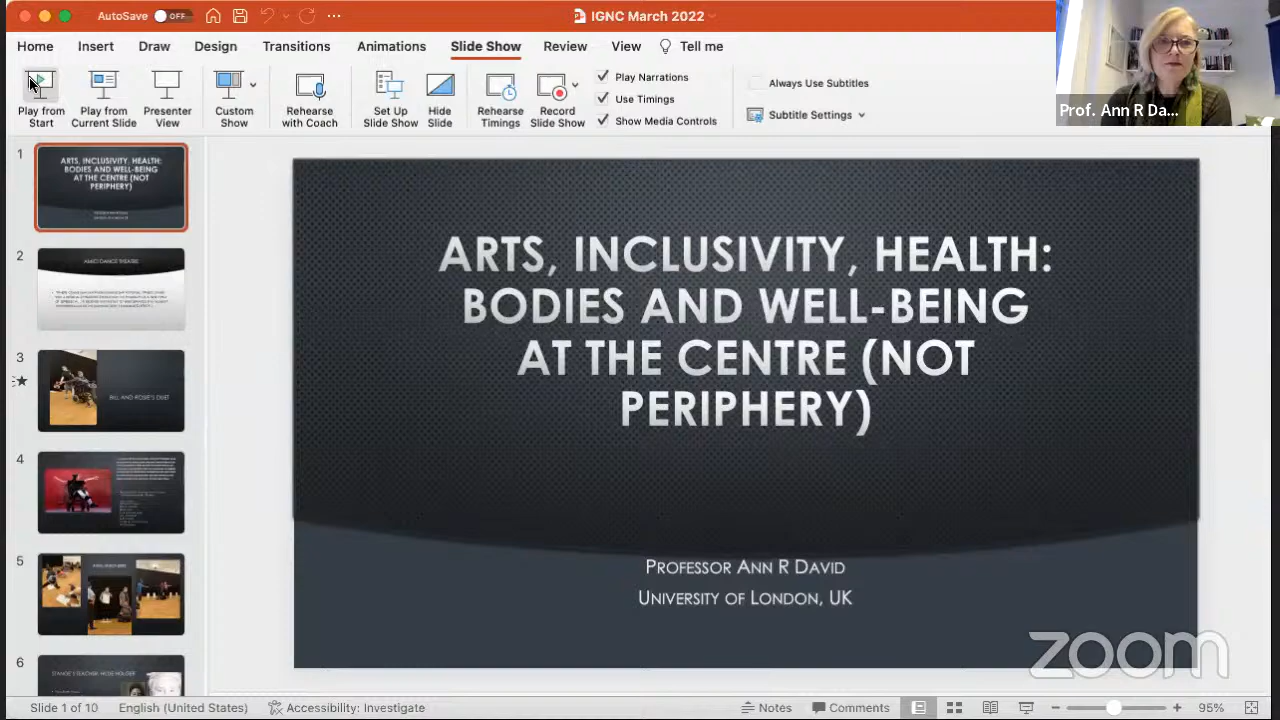 AutoSave OFF
IGNC March 2022
Home Insert Draw Design Transitions Animations Slide Show Review View Tell me
Play from Start
Play from Current Slide
Presenter View
Custom Show
Rehearse with Coach
Set Up Slide Show
Hide Slide
Rehearse Timings
Record Slide Show
Play Narrations
Use Timings
Show Media Controls
Always Use Subtitles
Subtitle Settings
Prof. Ann R Da...
1
ARTS, INCLUSIVITY, HEALTH:
BODIES AND WELL-BEING
AT THE CENTRE (NOT
PERIPHERY)
2
AMICI DANCE THEATRE
3
BILL AND ROSIE'S DUET
4
5
6
ARTS, INCLUSIVITY, HEALTH:
BODIES AND WELL-BEING
AT THE CENTRE (NOT
PERIPHERY)
PROFESSOR ANN R DAVID
UNIVERSITY OF LONDON, UK
zoom
Slide 1 of 10 English (United States) Accessibility: Investigate Notes Comments 95%